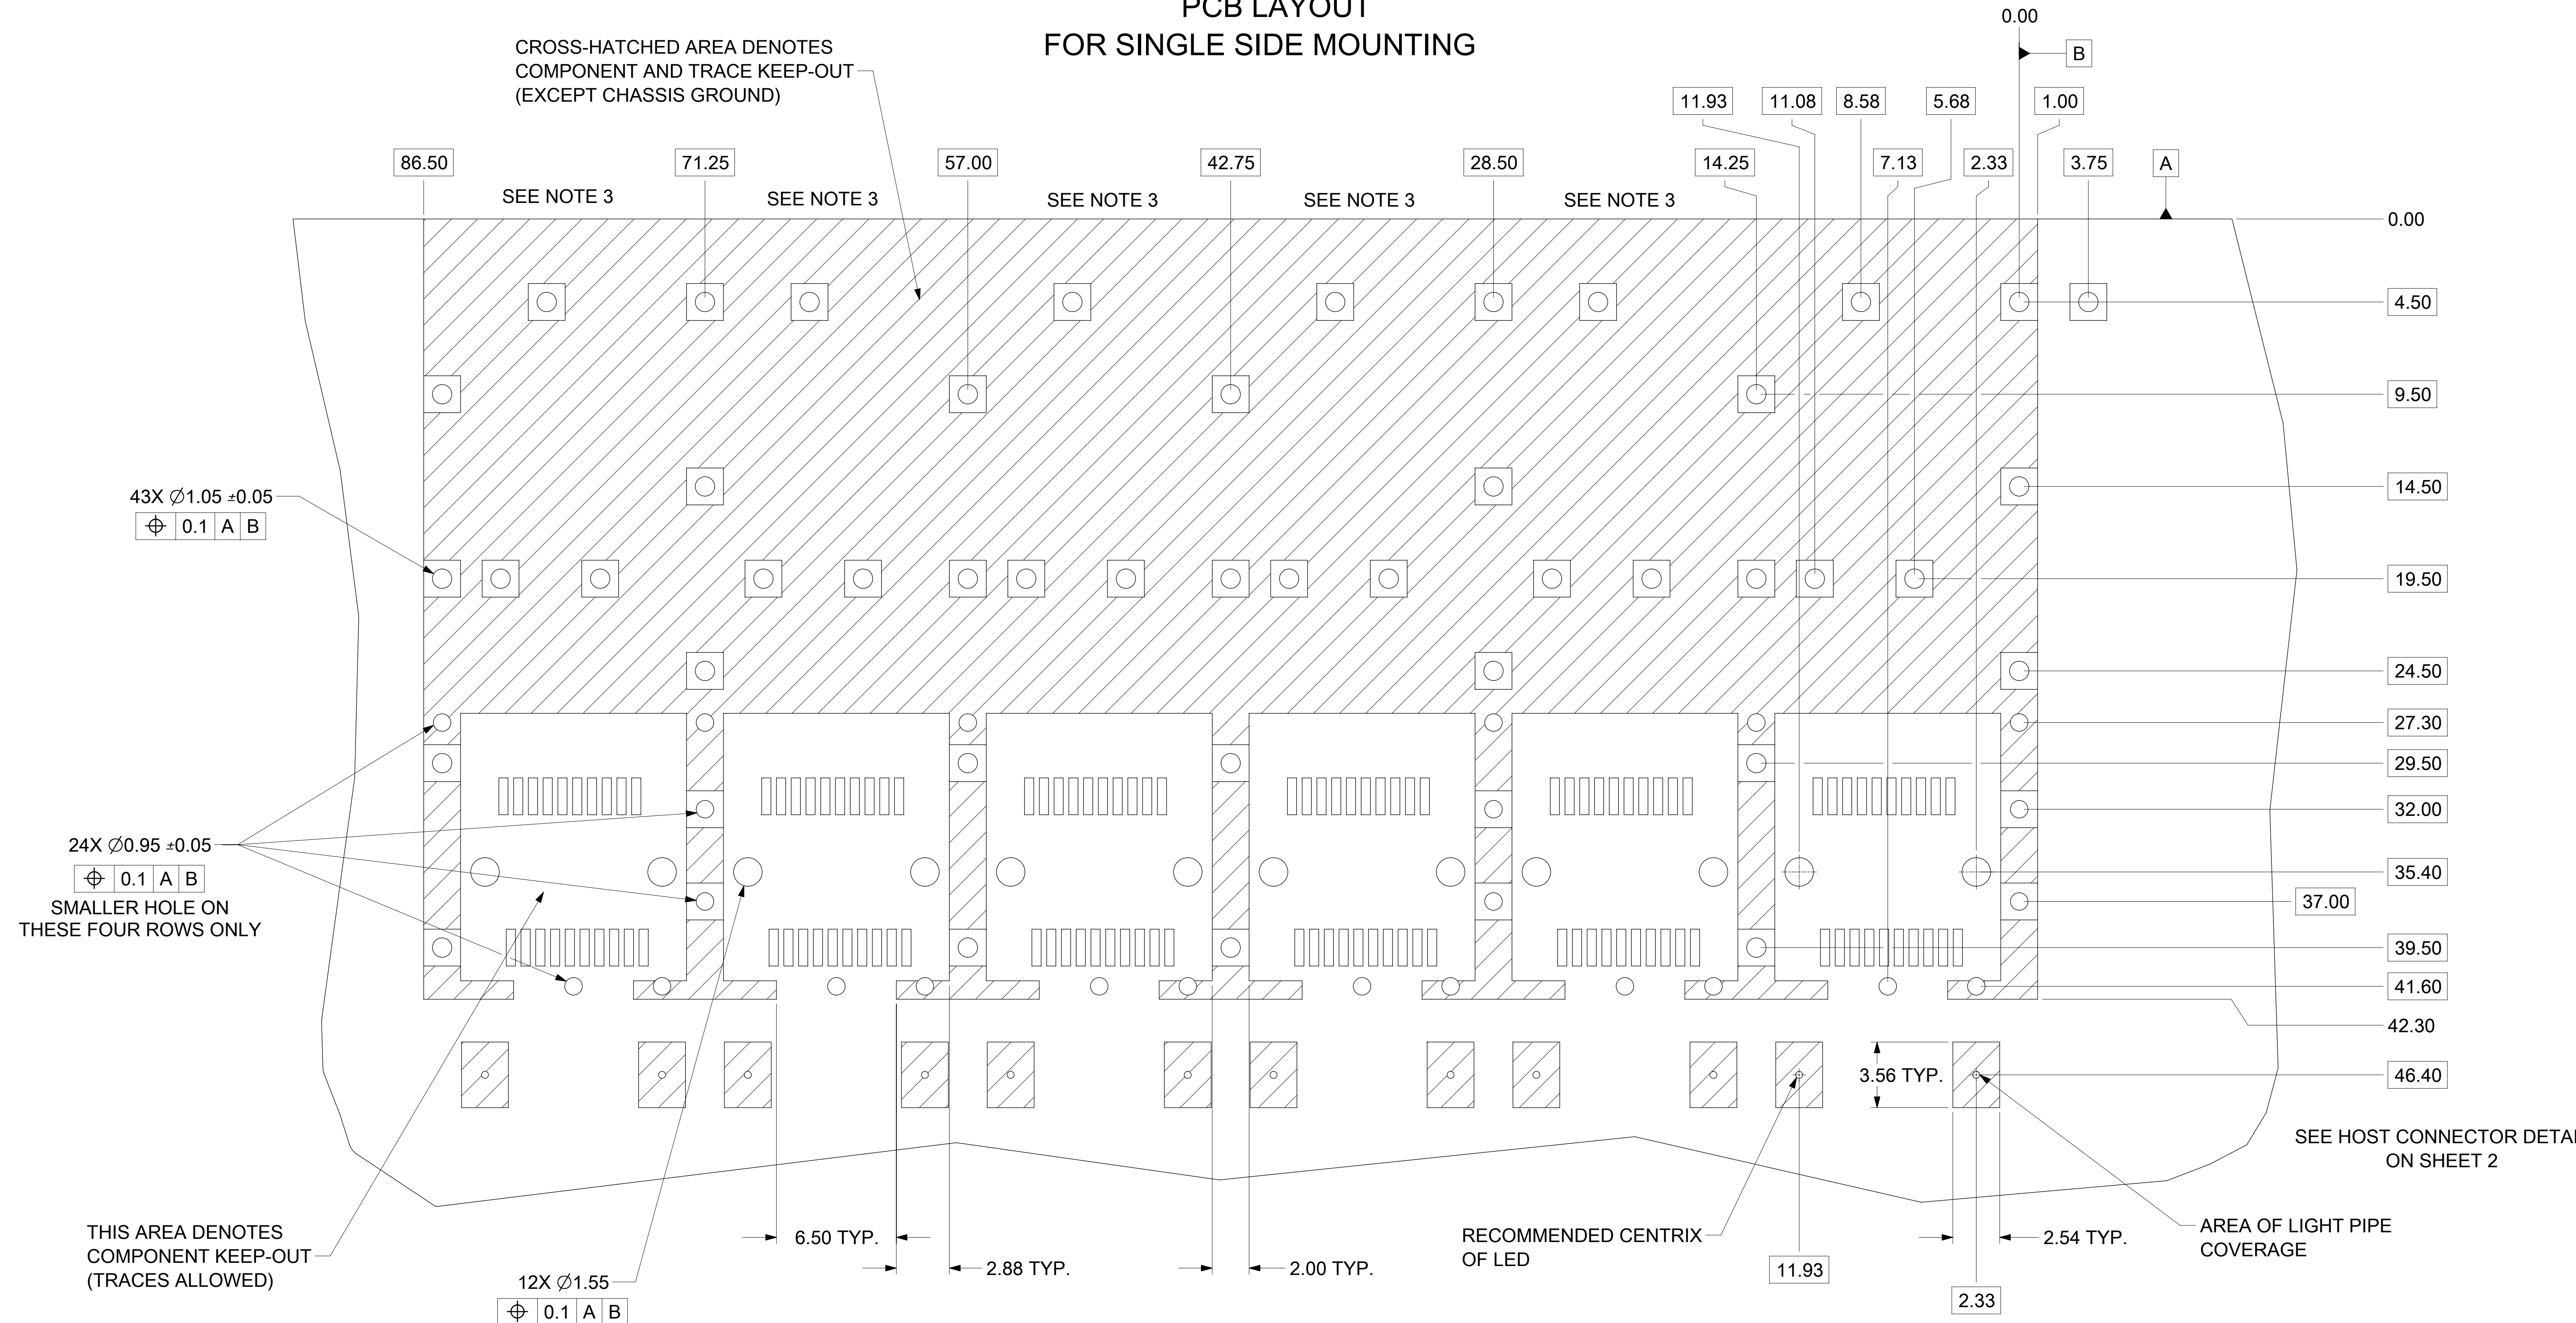 PCB LAYOUT
FOR SINGLE SIDE MOUNTING
0.00
B
CROSS-HATCHED AREA DENOTES
COMPONENT AND TRACE KEEP-OUT
(EXCEPT CHASSIS GROUND)
11.93
11.08
8.58
5.68
1.00
86.50
71.25
57.00
42.75
28.50
14.25
7.13
2.33
3.75
A
SEE NOTE 3
SEE NOTE 3
SEE NOTE 3
SEE NOTE 3
SEE NOTE 3
0.00
4.50
9.50
14.50
43X Ø1.05 ±0.05
⌖ 0.1 A B
19.50
24.50
27.30
29.50
32.00
24X Ø0.95 ±0.05
⌖ 0.1 A B
SMALLER HOLE ON
THESE FOUR ROWS ONLY
35.40
37.00
39.50
41.60
42.30
3.56 TYP.
46.40
SEE HOST CONNECTOR DETAI
ON SHEET 2
THIS AREA DENOTES
COMPONENT KEEP-OUT
(TRACES ALLOWED)
6.50 TYP.
2.88 TYP.
2.00 TYP.
RECOMMENDED CENTRIX
OF LED
11.93
2.54 TYP.
2.33
AREA OF LIGHT PIPE
COVERAGE
12X Ø1.55
⌖ 0.1 A B